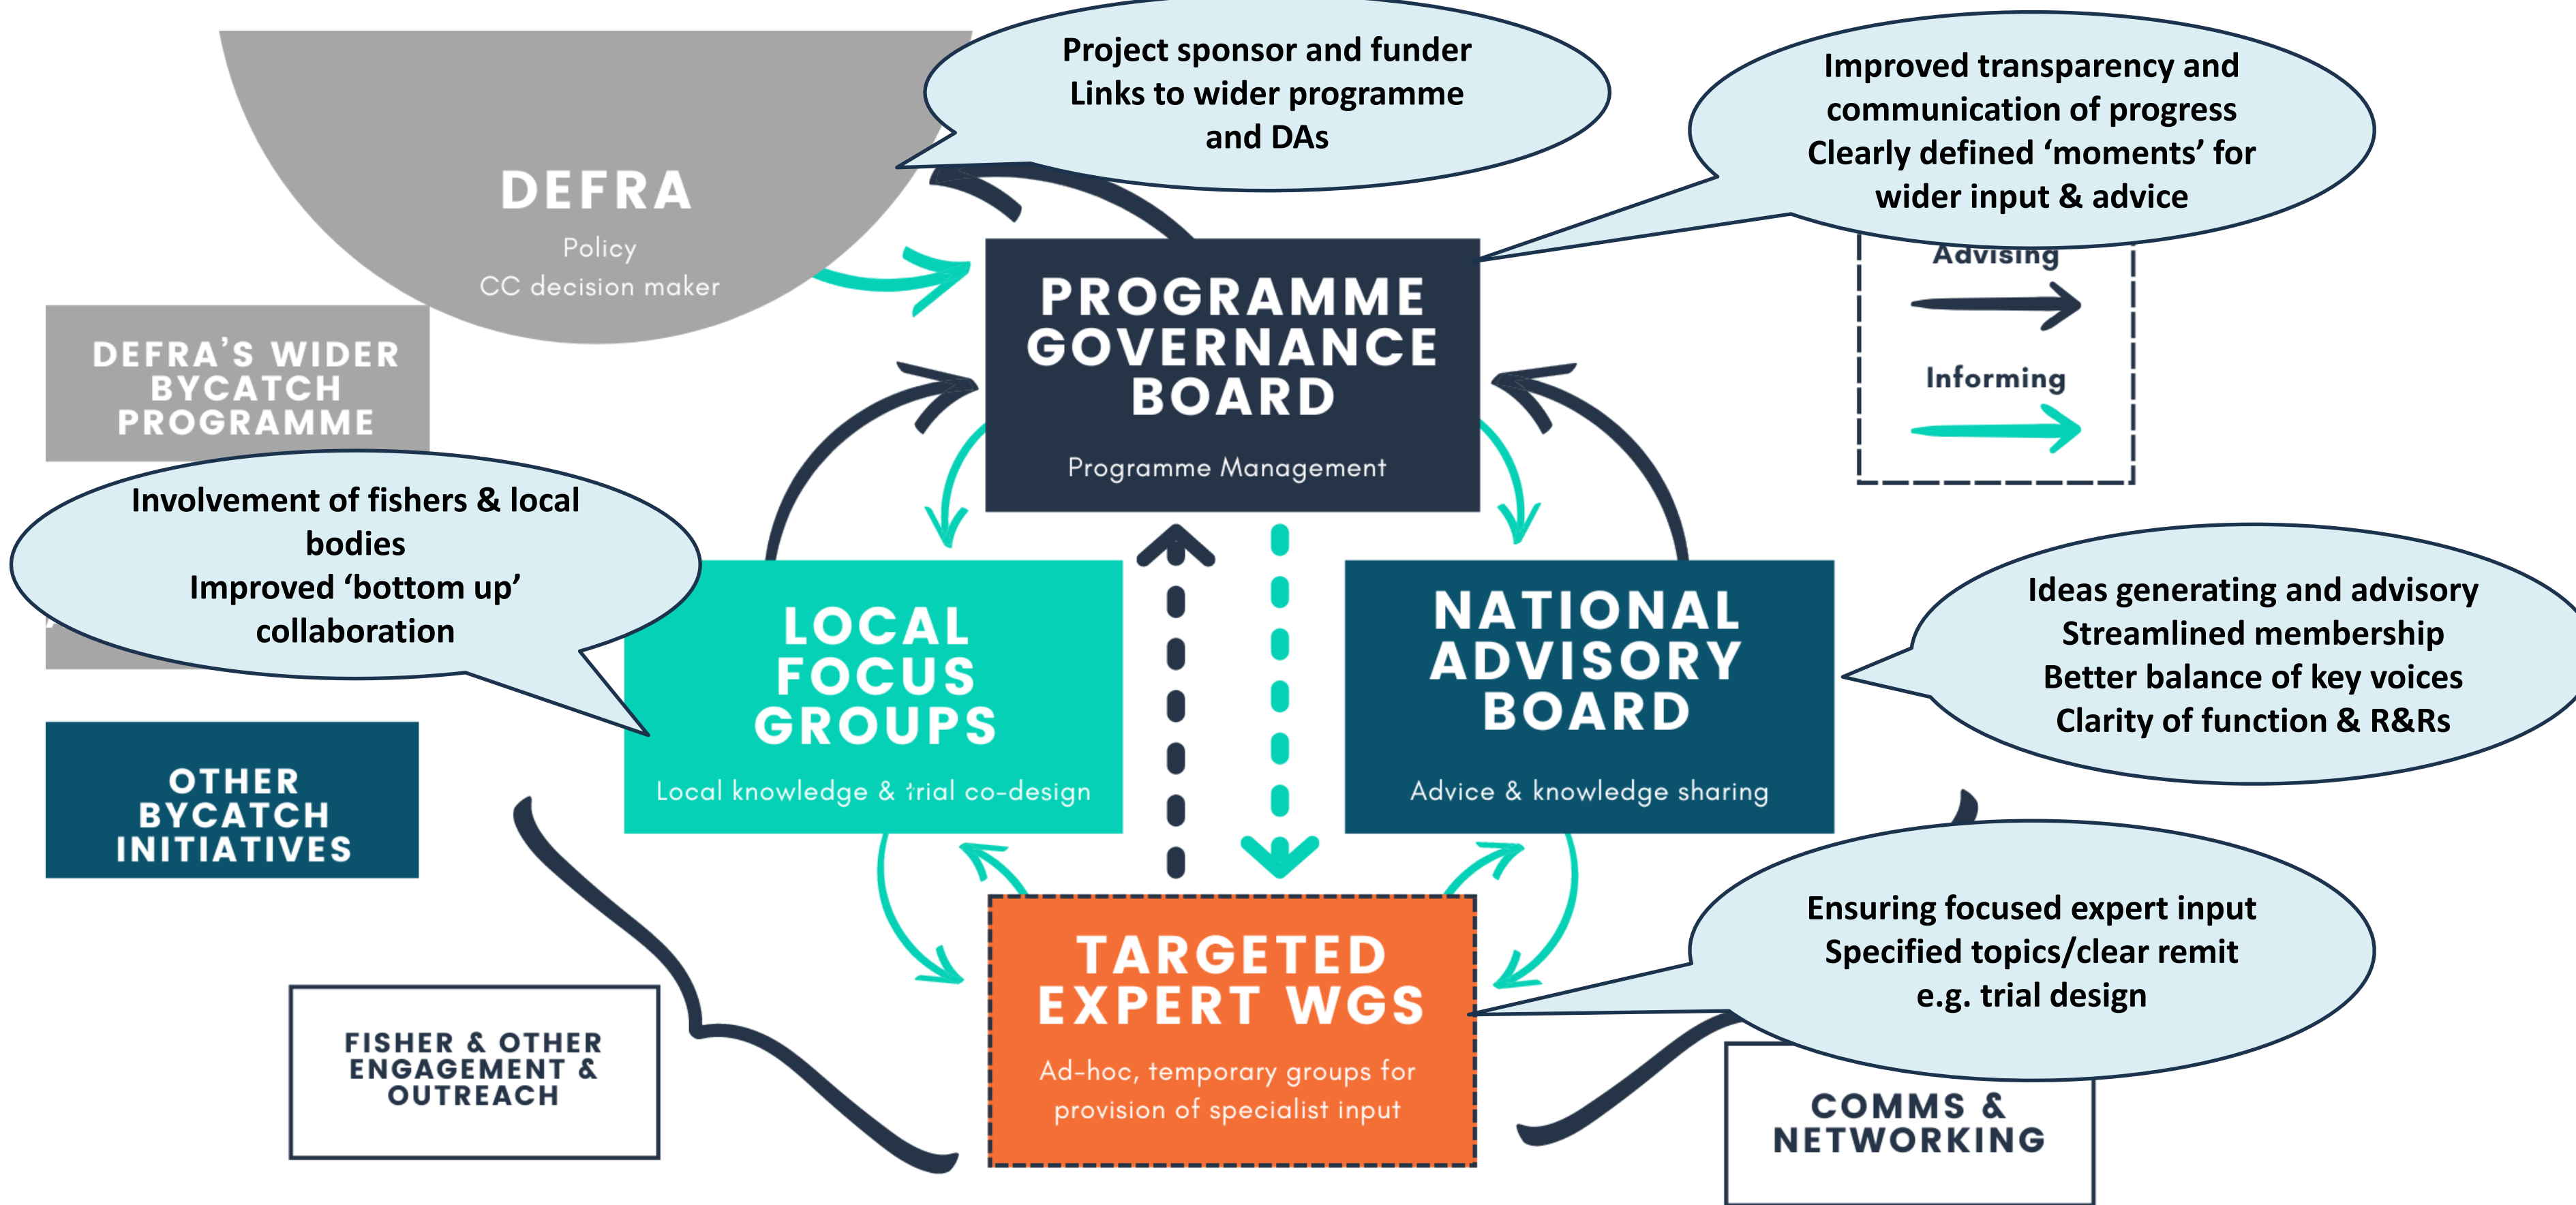 Project sponsor and funder
Links to wider programme
and DAs
Improved transparency and
communication of progress
Clearly defined ‘moments’ for
wider input & advice
DEFRA
Policy
CC decision maker
Advising
Informing
PROGRAMME
GOVERNANCE
BOARD
Programme Management
DEFRA’S WIDER
BYCATCH
PROGRAMME
Involvement of fishers & local
bodies
Improved ‘bottom up’
collaboration
LOCAL
FOCUS
GROUPS
Local knowledge & trial co-design
NATIONAL
ADVISORY
BOARD
Advice & knowledge sharing
Ideas generating and advisory
Streamlined membership
Better balance of key voices
Clarity of function & R&Rs
OTHER
BYCATCH
INITIATIVES
Ensuring focused expert input
Specified topics/clear remit
e.g. trial design
TARGETED
EXPERT WGS
Ad-hoc, temporary groups for
provision of specialist input
FISHER & OTHER
ENGAGEMENT &
OUTREACH
COMMS &
NETWORKING